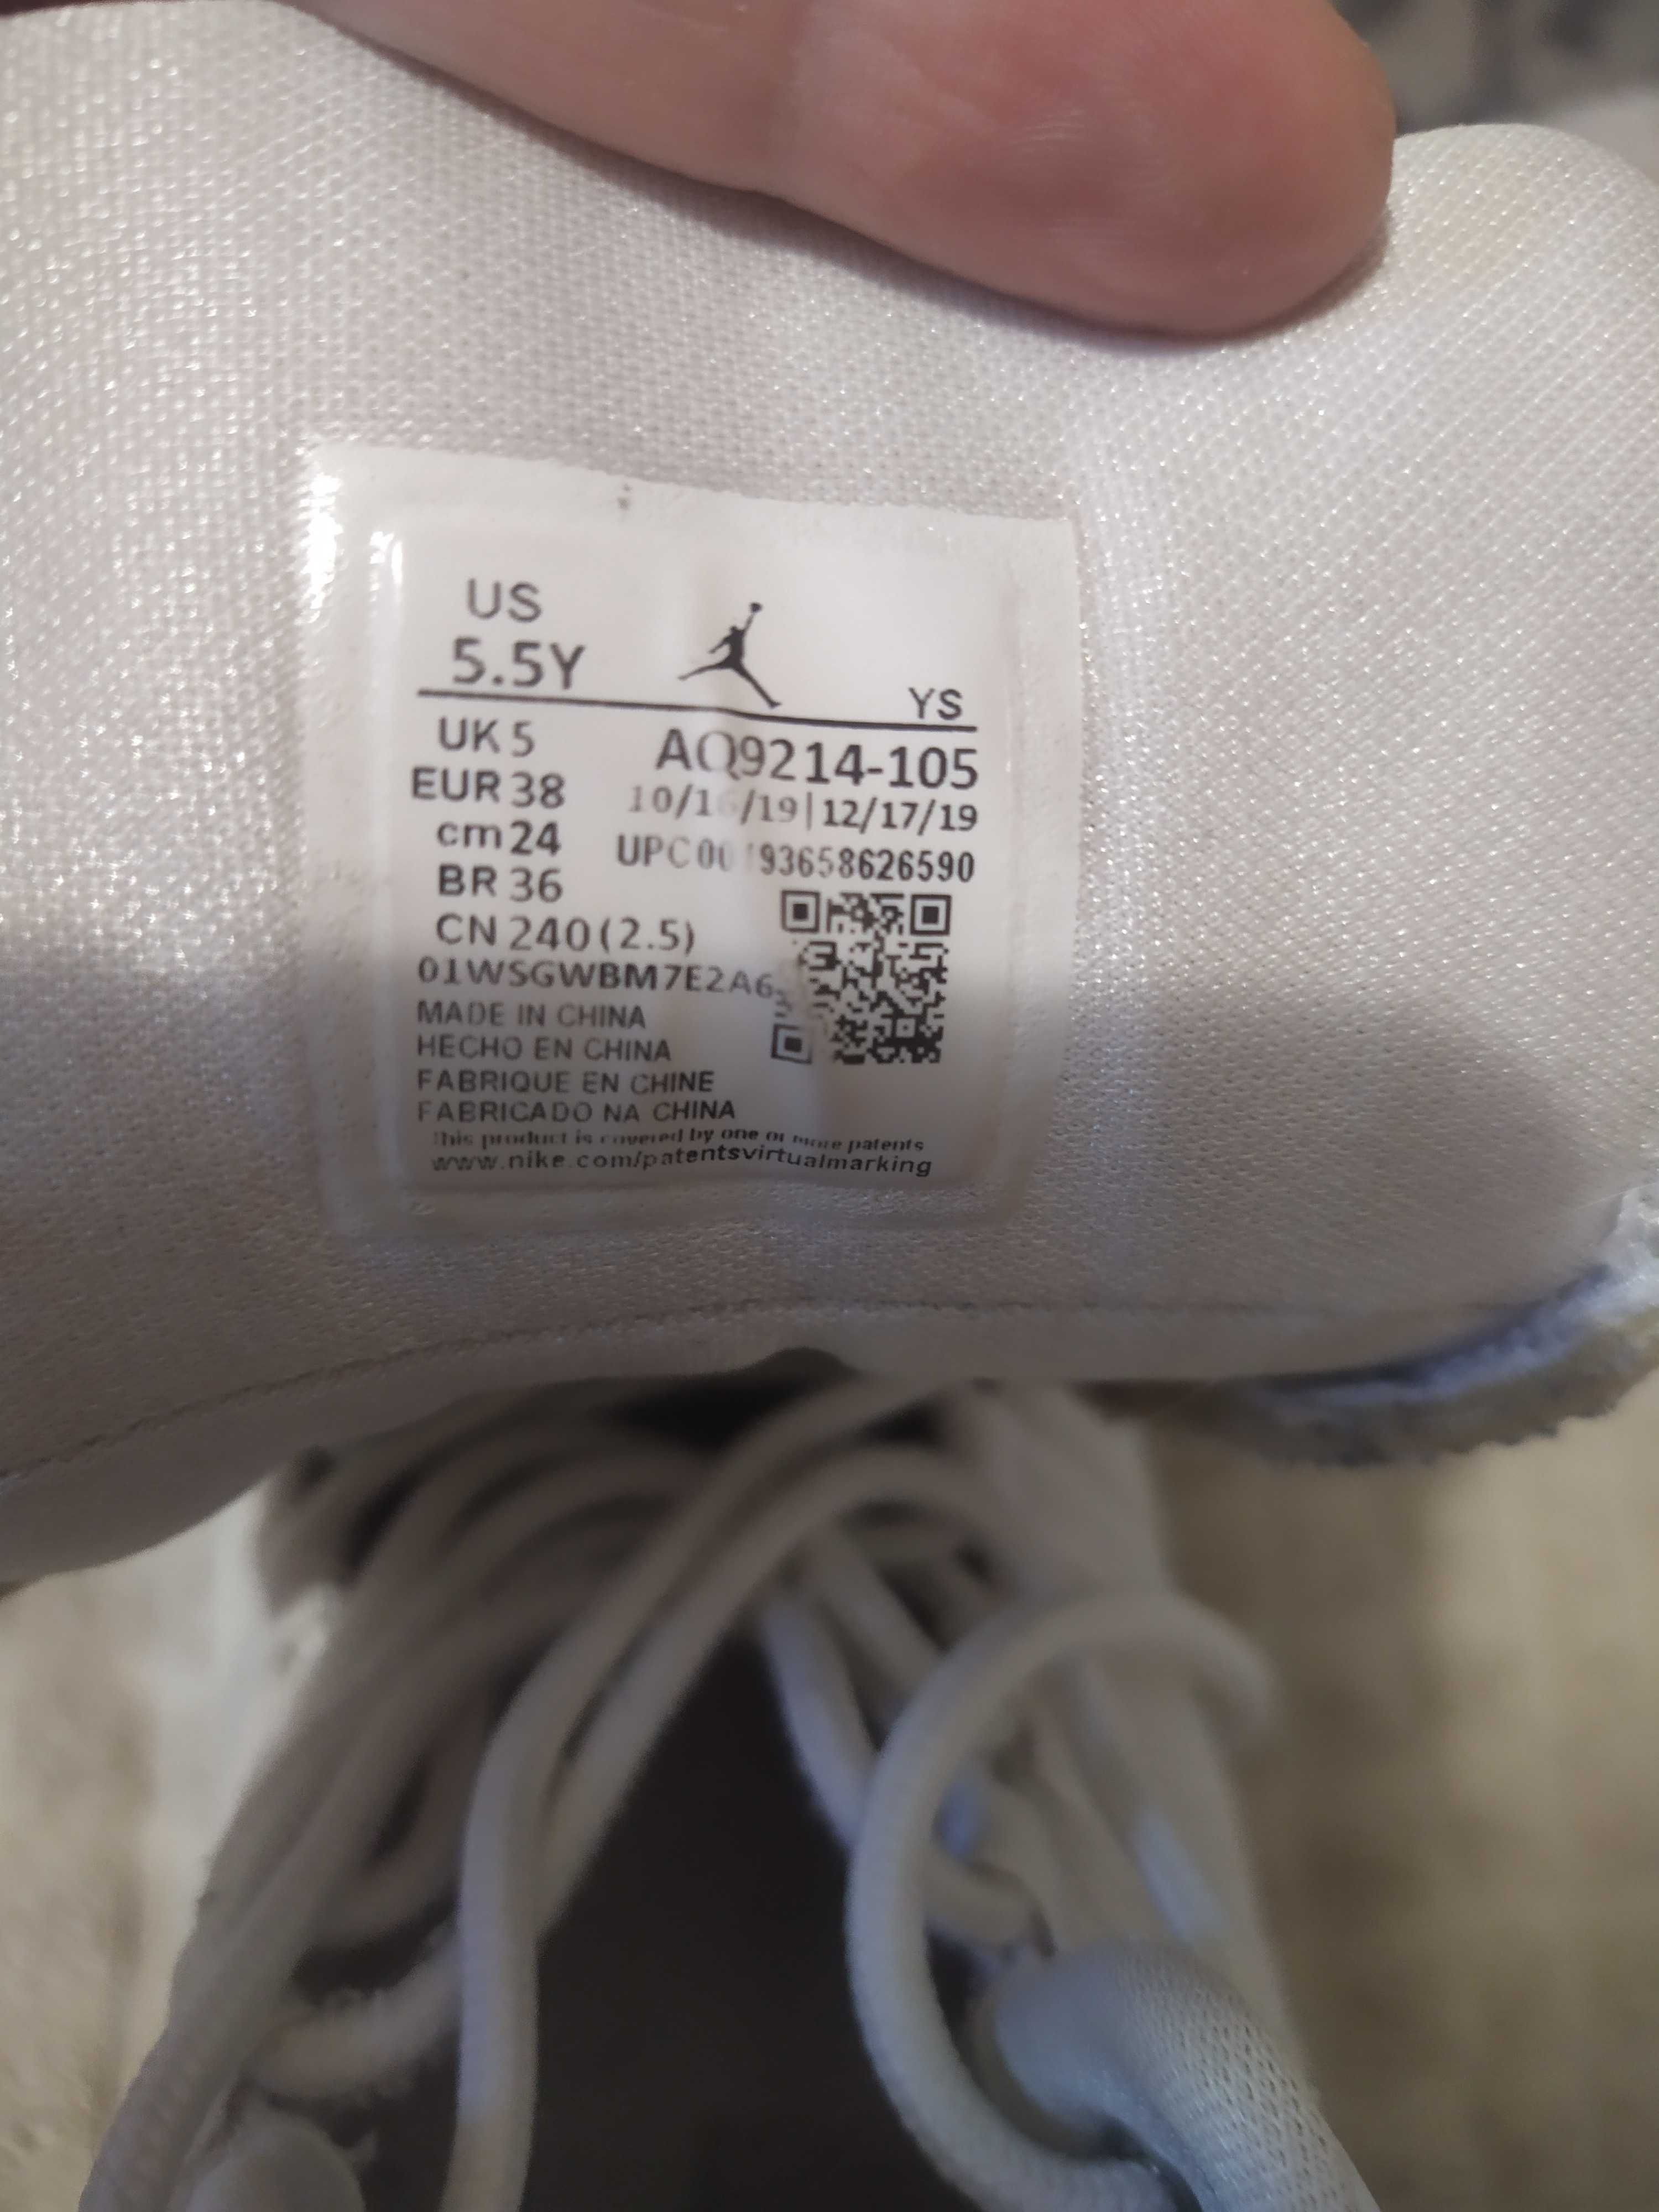 US
5.5Y
YS
UK 5
AQ9214-105
EUR 38
12/17/19
cm 24
BR 36
CN 240 (2.5)
01WSGWBM7E2A6
MADE IN CHINA
HECHO EN CHINA
FABRIQUE EN CHINE
FABRICADO NA CHINA
This product is covered by one or more patents
www.nike.com/patentsvirtualmarking